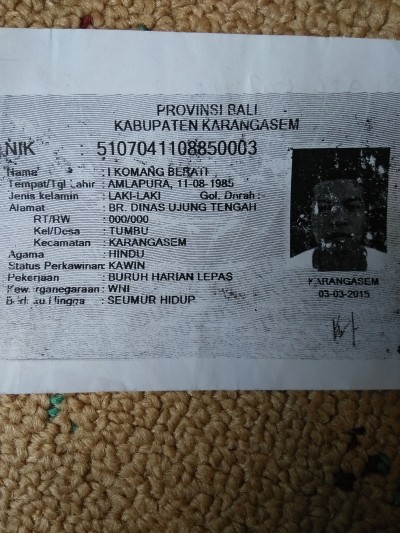 PROVINSI BALI
KABUPATEN KARANGASEM
NIK : 5107041108850003
Nama : I KOMANG BERATI
Tempat/Tgl Lahir : AMLAPURA, 11-08-1985
Jenis kelamin : LAKI-LAKI Gol. Darah :
Alamat : BR. DINAS UJUNG TENGAH
RT/RW : 000/000
Kel/Desa : TUMBU
Kecamatan : KARANGASEM
Agama : HINDU
Status Perkawinan: KAWIN
Pekerjaan : BURUH HARIAN LEPAS
Kewarganegaraan: WNI
Berlaku Hingga : SEUMUR HIDUP
KARANGASEM
03-03-2015